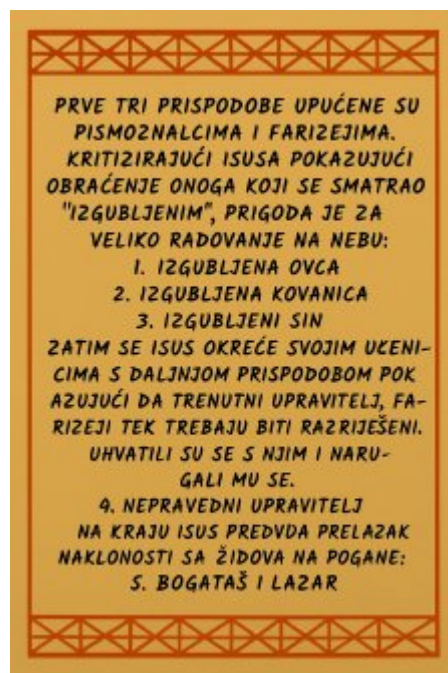 PRVE TRI PRISPODOBE UPUĆENE SU
PISMOZNALCIMA I FARIZEJIMA.
KRITIZIRAJUĆI ISUSA POKAZUJUĆI
OBRAĆENJE ONOGA KOJI SE SMATRAO
"IZGUBLJENIM", PRIGODA JE ZA
VELIKO RADOVANJE NA NEBU:
1. IZGUBLJENA OVCA
2. IZGUBLJENA KOVANICA
3. IZGUBLJENI SIN
ZATIM SE ISUS OKREĆE SVOJIM UČENI-
CIMA S DALJNJOM PRISPODOBOM POK
AZUJUĆI DA TRENUTNI UPRAVITELJ, FA-
RIZEJI TEK TREBAJU BITI RAZRIJEŠENI.
UHVATILI SU SE S NJIM I NARU-
GALI MU SE.
4. NEPRAVEDNI UPRAVITELJ
NA KRAJU ISUS PREDVDA PRELAZAK
NAKLONOSTI SA ŽIDOVA NA POGANE:
5. BOGATAŠ I LAZAR